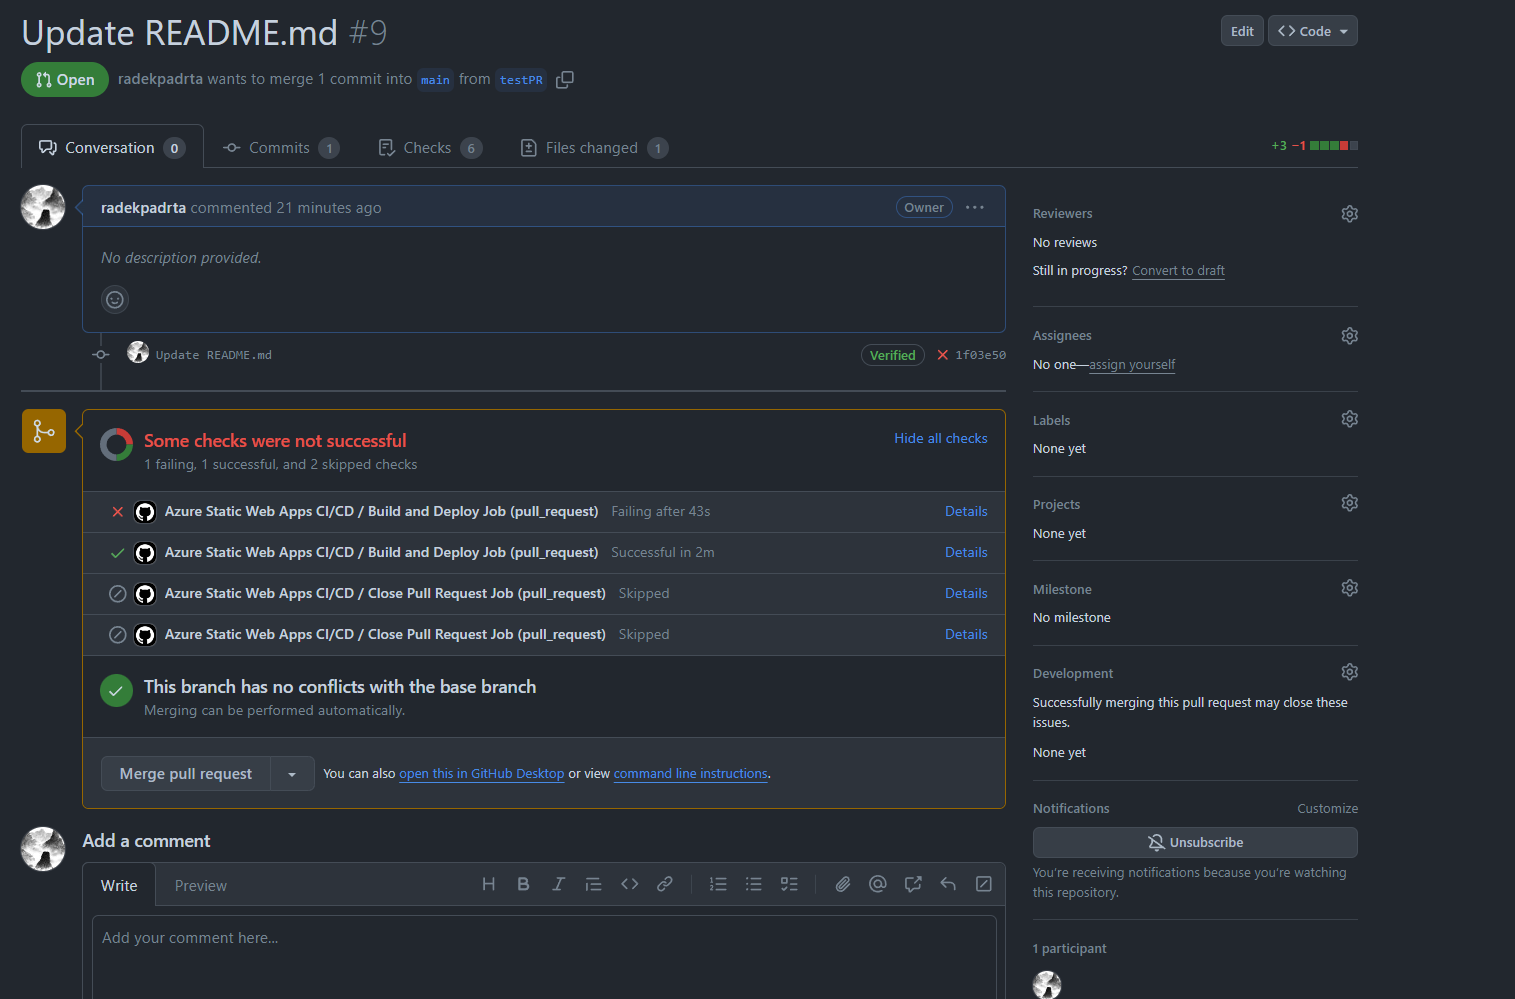 Update README.md #9
Edit
Code
Open
radekpadrta wants to merge 1 commit into main from testPR
Conversation 0
Commits 1
Checks 6
Files changed 1
+3 −1
radekpadrta commented 21 minutes ago
Owner
No description provided.
Update README.md
Verified
1f03e50
Some checks were not successful
1 failing, 1 successful, and 2 skipped checks
Hide all checks
Azure Static Web Apps CI/CD / Build and Deploy Job (pull_request) Failing after 43s Details
Azure Static Web Apps CI/CD / Build and Deploy Job (pull_request) Successful in 2m Details
Azure Static Web Apps CI/CD / Close Pull Request Job (pull_request) Skipped Details
Azure Static Web Apps CI/CD / Close Pull Request Job (pull_request) Skipped Details
This branch has no conflicts with the base branch
Merging can be performed automatically.
Merge pull request
You can also open this in GitHub Desktop or view command line instructions.
Add a comment
Write
Preview
Add your comment here...
Reviewers
No reviews
Still in progress? Convert to draft
Assignees
No one—assign yourself
Labels
None yet
Projects
None yet
Milestone
No milestone
Development
Successfully merging this pull request may close these
issues.
None yet
Notifications
Customize
Unsubscribe
You're receiving notifications because you're watching
this repository.
1 participant